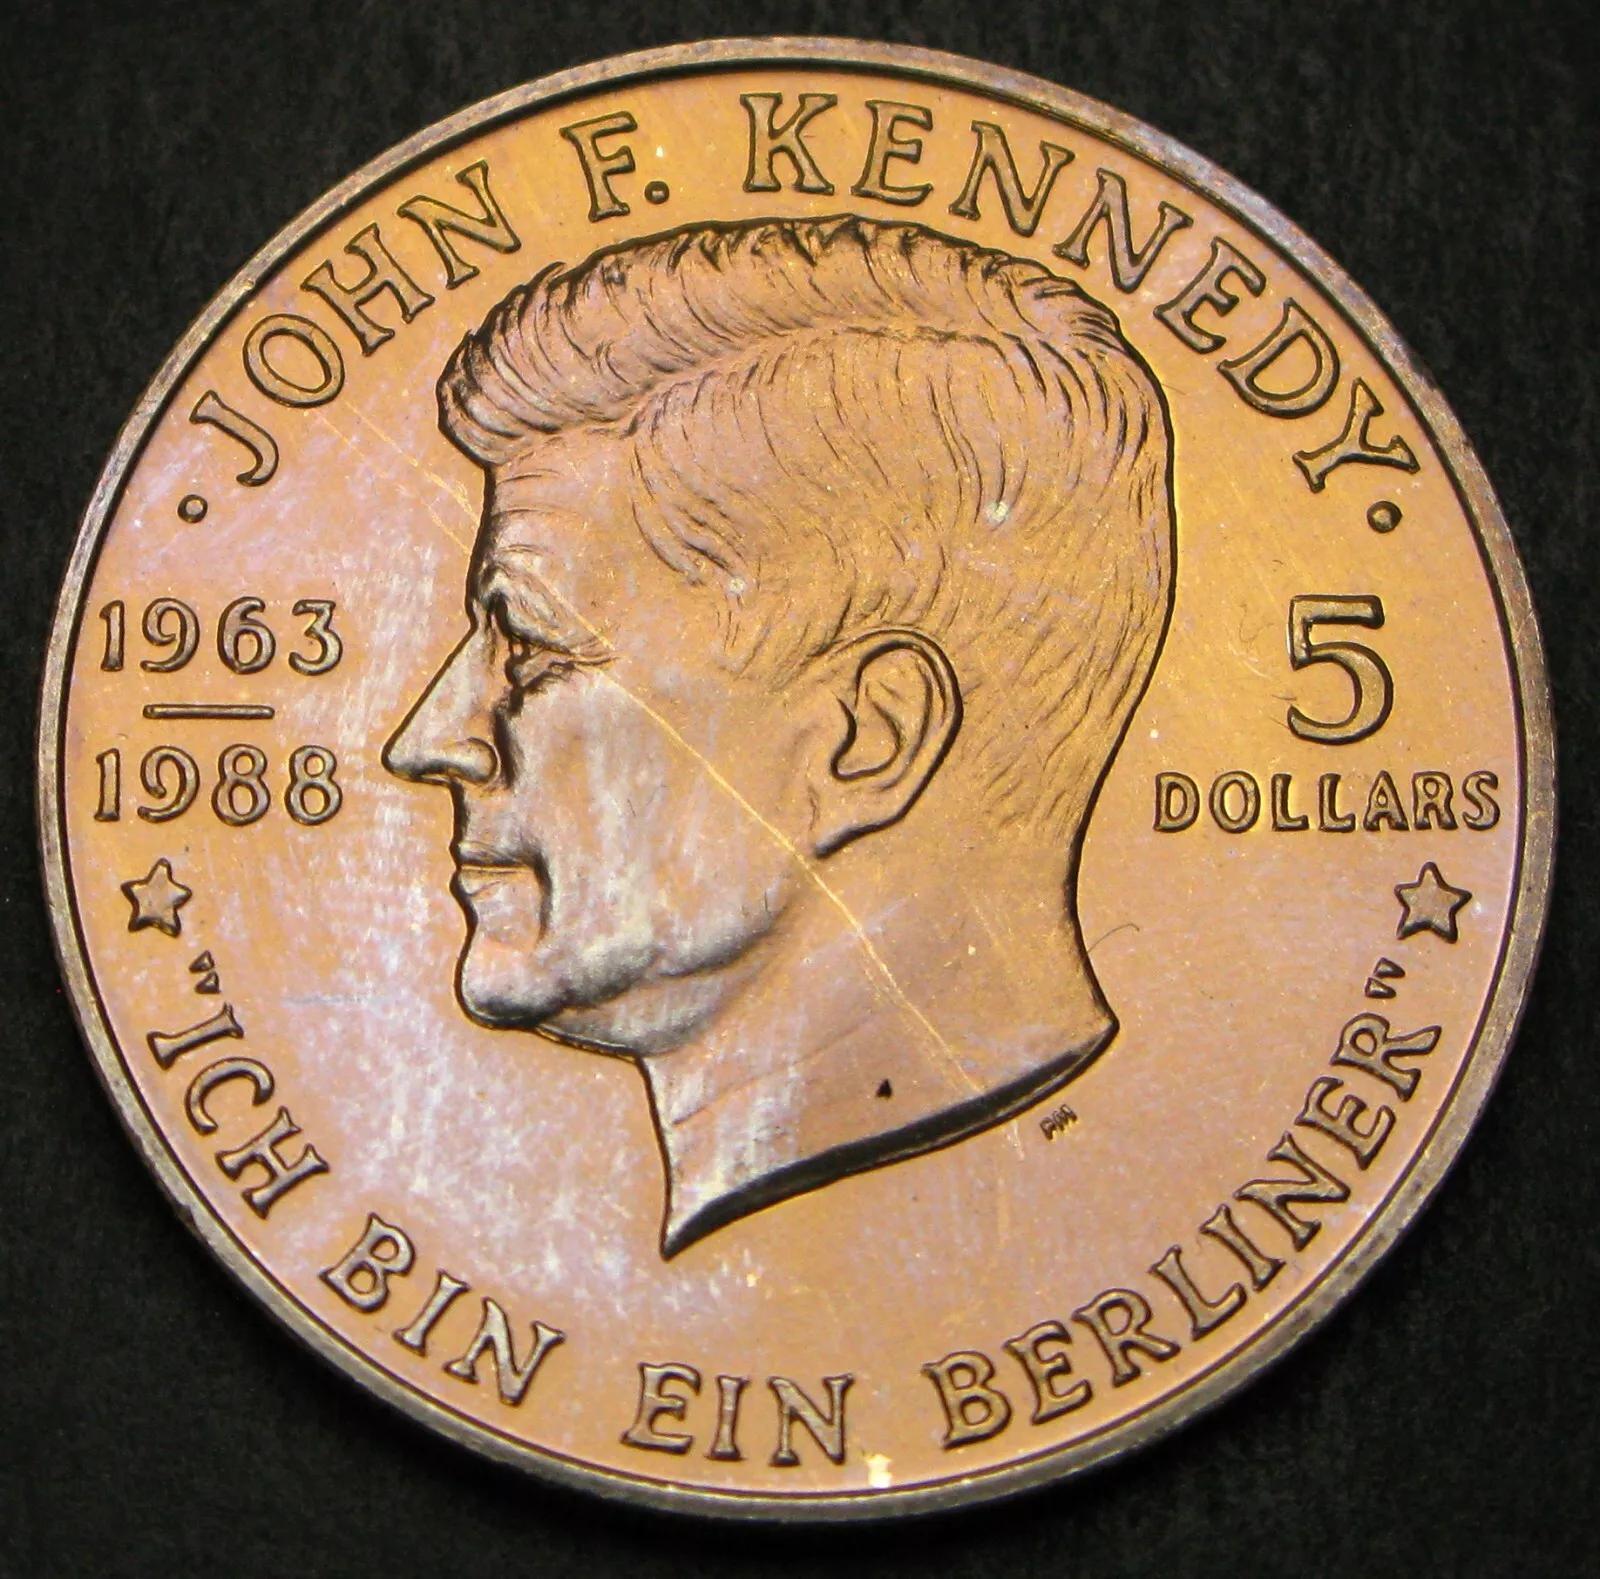 · JOHN F. KENNEDY ·
1963
1988
5
DOLLARS
"ICH BIN EIN BERLINER"